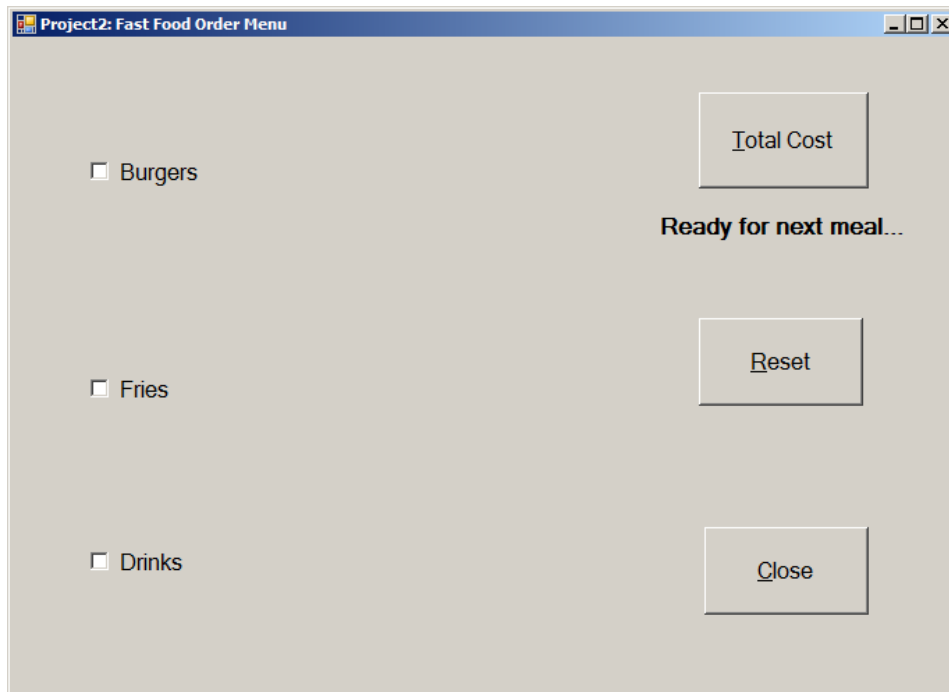 Project2: Fast Food Order Menu
Total Cost
Burgers
Ready for next meal...
Reset
Fries
Drinks
Close